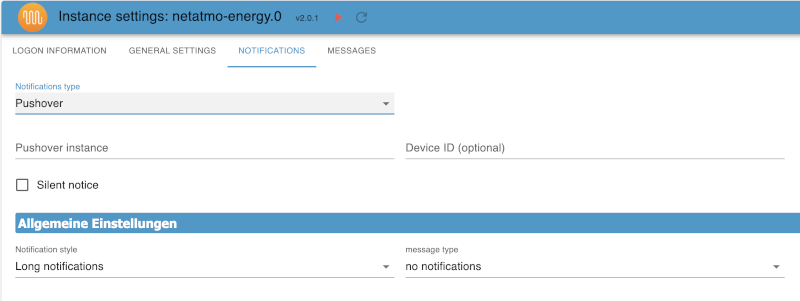 Instance settings: netatmo-energy.0 v2.0.1
LOGON INFORMATION GENERAL SETTINGS NOTIFICATIONS MESSAGES
Notifications type
Pushover
Pushover instance Device ID (optional)
Silent notice
Allgemeine Einstellungen
Notification style message type
Long notifications no notifications